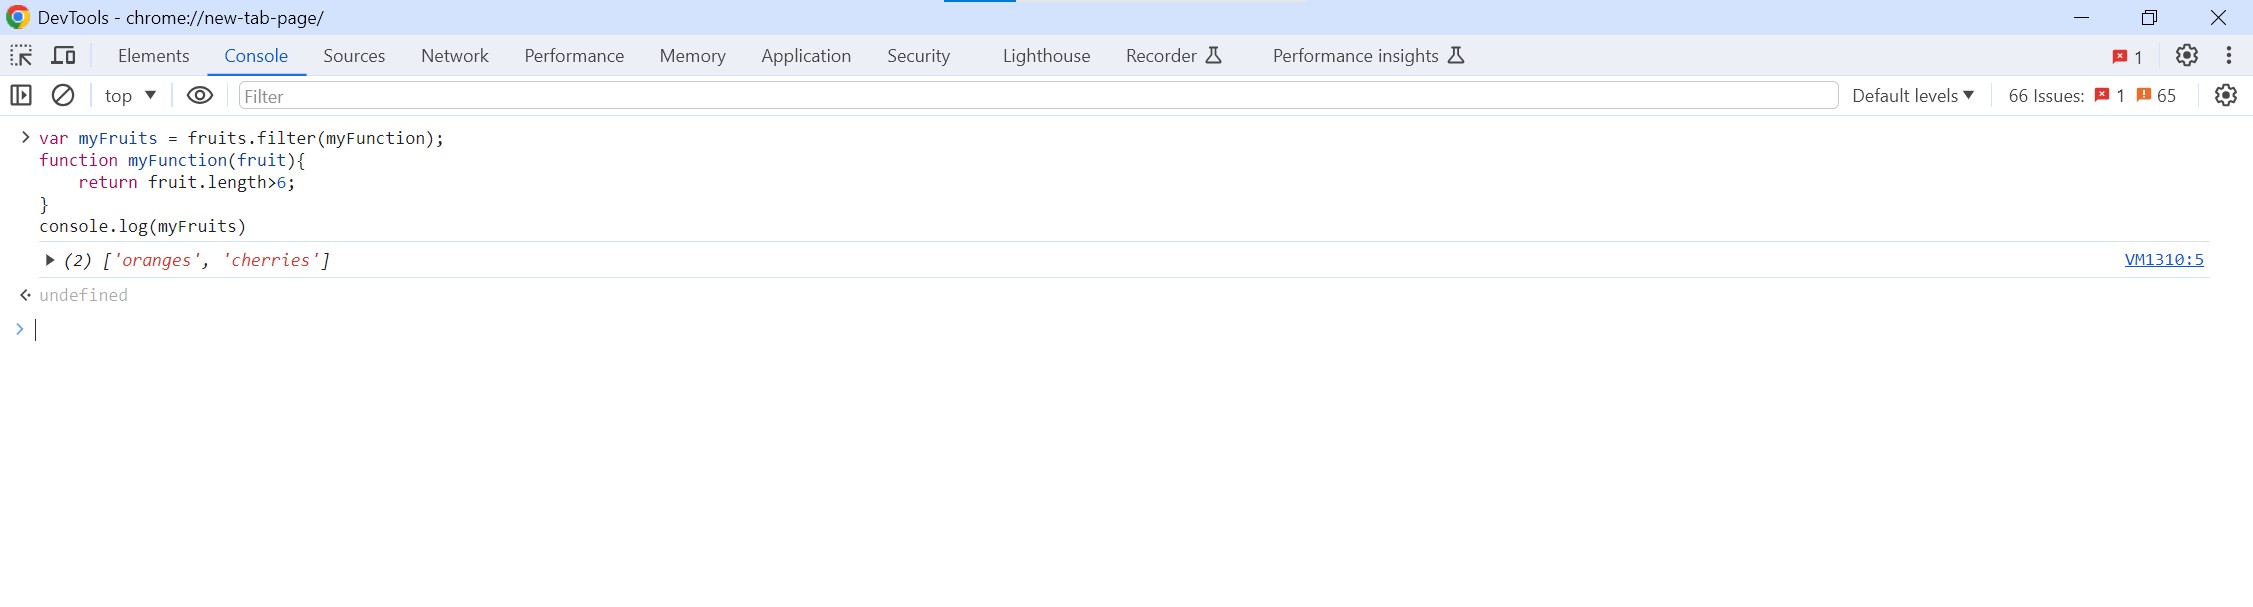 DevTools - chrome://new-tab-page/
Elements Console Sources Network Performance Memory Application Security Lighthouse Recorder Performance insights 1
top Filter Default levels 66 Issues: 1 65
var myFruits = fruits.filter(myFunction);
function myFunction(fruit){
    return fruit.length>6;
}
console.log(myFruits)
(2) ['oranges', 'cherries'] VM1310:5
undefined